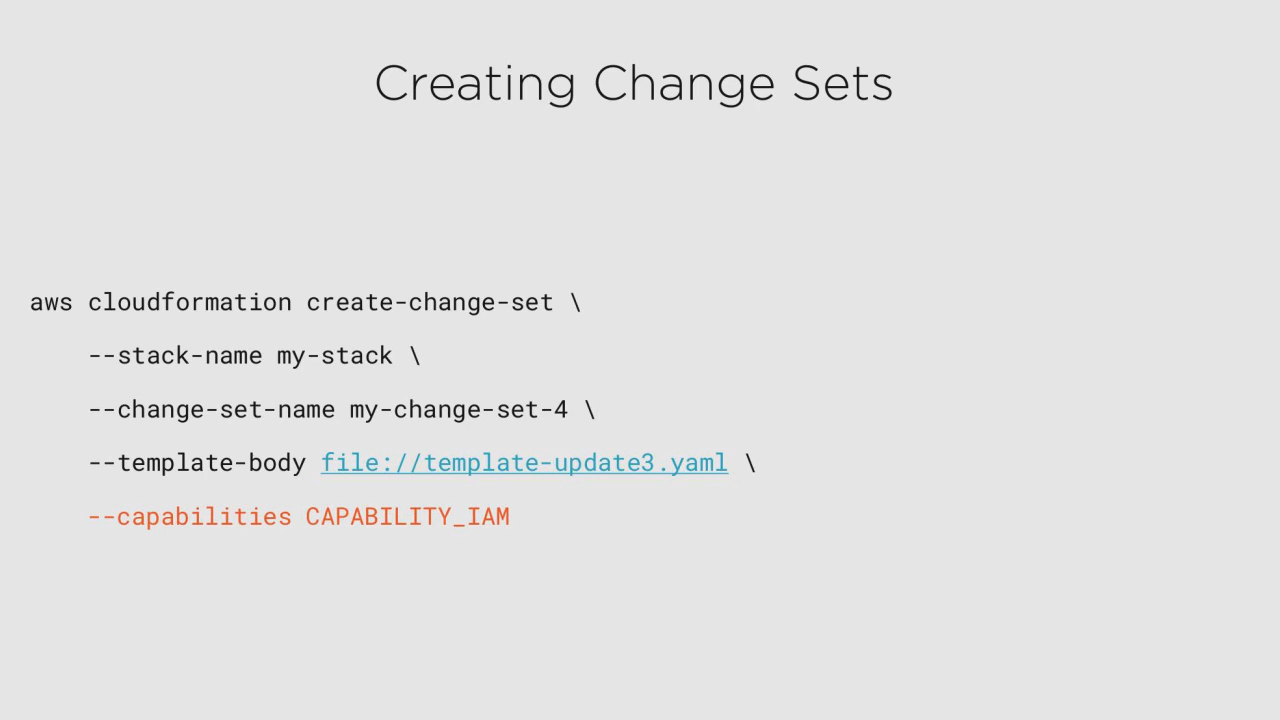 Creating Change Sets
aws cloudformation create-change-set \
--stack-name my-stack \
--change-set-name my-change-set-4 \
--template-body file://template-update3.yaml \
--capabilities CAPABILITY_IAM